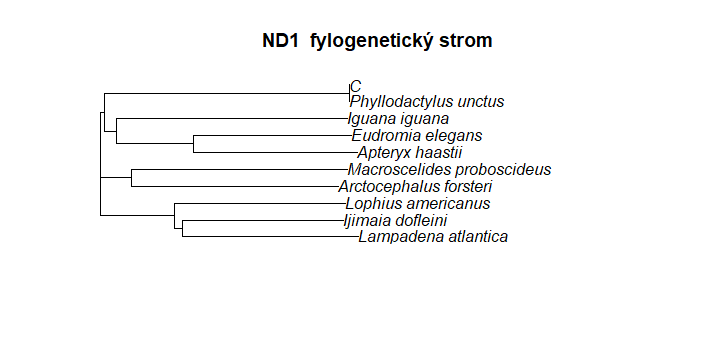 ND1 fylogenetický strom
C
Phyllodactylus unctus
Iguana iguana
Eudromia elegans
Apteryx haastii
Macroscelides proboscideus
Arctocephalus forsteri
Lophius americanus
Ijimaia dofleini
Lampadena atlantica